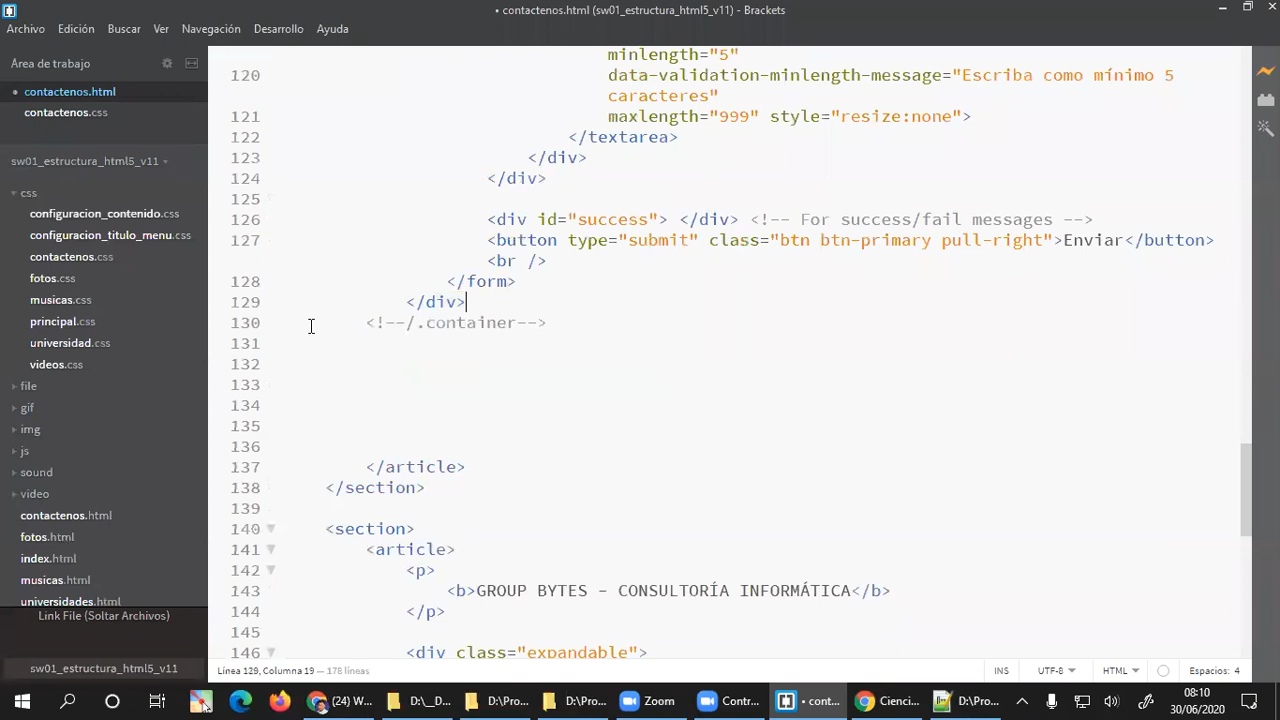 • contactenos.html (sw01_estructura_html5_v11) - Brackets
Archivo Edición Buscar Ver Navegación Desarrollo Ayuda
Área de trabajo
contactenos.html
contactenos.css
sw01_estructura_html5_v11
css
configuracion_contenido.css
configuracion_titulo_menu.css
contactenos.css
fotos.css
musicas.css
principal.css
universidad.css
videos.css
file
gif
img
js
sound
video
contactenos.html
fotos.html
index.html
musicas.html
universidades.html
Link File (Soltar Archivos)
sw01_estructura_html5_v11
minlength="5"
120 data-validation-minlength-message="Escriba como mínimo 5
caracteres"
121 maxlength="999" style="resize:none">
122 </textarea>
123 </div>
124 </div>
125
126 <div id="success"> </div> <!-- For success/fail messages -->
127 <button type="submit" class="btn btn-primary pull-right">Enviar</button>
<br />
128 </form>
129 </div>
130 <!--/.container-->
131
132
133
134
135
136
137 </article>
138 </section>
139
140 <section>
141 <article>
142 <p>
143 <b>GROUP BYTES - CONSULTORÍA INFORMÁTICA</b>
144 </p>
145
146 <div class="expandable">
Línea 129, Columna 19 — 178 líneas
INS UTF-8 HTML Espacios: 4
(24) W... D:\__D... D:\Pro... D:\Pro... Zoom Contr... • cont... Cienci... D:\Pro...
08:10
30/06/2020